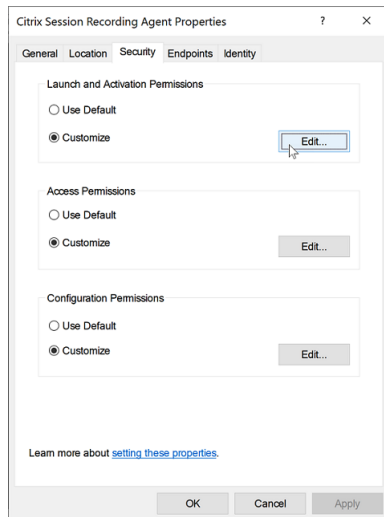 Citrix Session Recording Agent Properties ? ×
General Location Security Endpoints Identity
Launch and Activation Permissions
Use Default
Customize Edit...
Access Permissions
Use Default
Customize Edit...
Configuration Permissions
Use Default
Customize Edit...
Learn more about setting these properties.
OK Cancel Apply